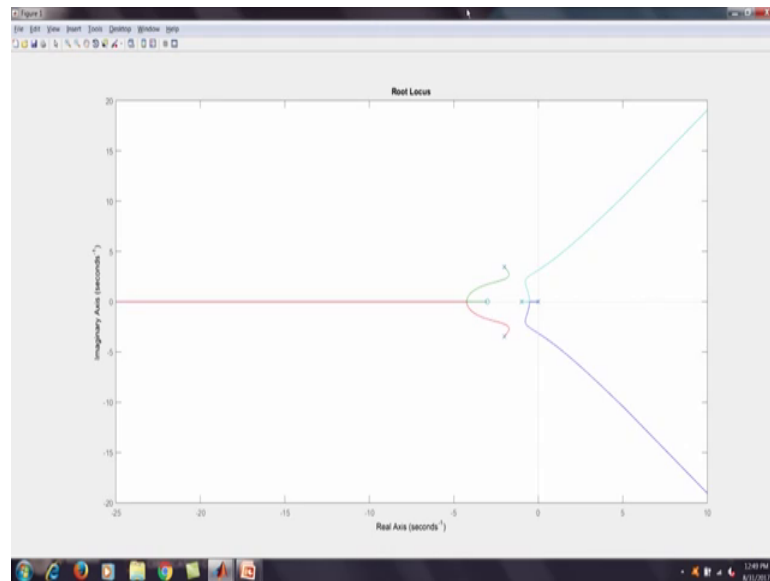 Figure 1
File Edit View Insert Tools Desktop Window Help
Root Locus
20
15
10
5
0
-5
-10
-15
-20
Imaginary Axis (seconds⁻¹)
-25 -20 -15 -10 -5 0 5 10
Real Axis (seconds⁻¹)
12:49 PM